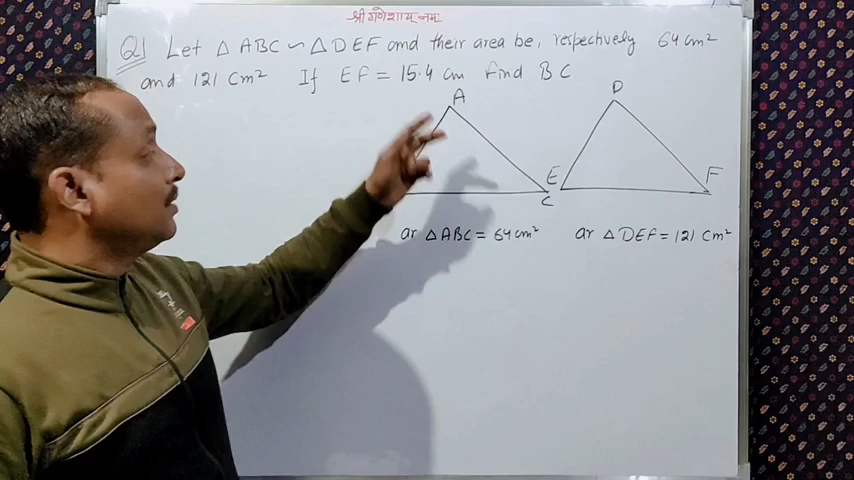 श्री गणेशाय् नमः
Q1 Let △ ABC ∽ △ DEF and their area be, respectively 64 cm²
and 121 Cm² If EF = 15.4 cm find BC
A
D
E
F
C
ar △ABC = 64 cm²
ar △DEF = 121 Cm²